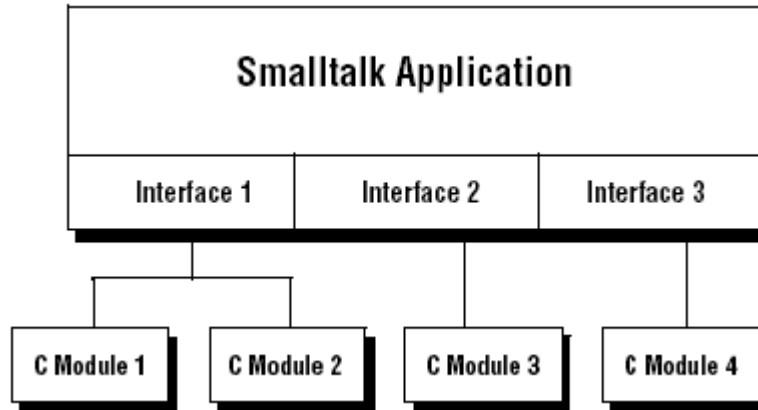 Smalltalk Application
Interface 1
Interface 2
Interface 3
C Module 1
C Module 2
C Module 3
C Module 4